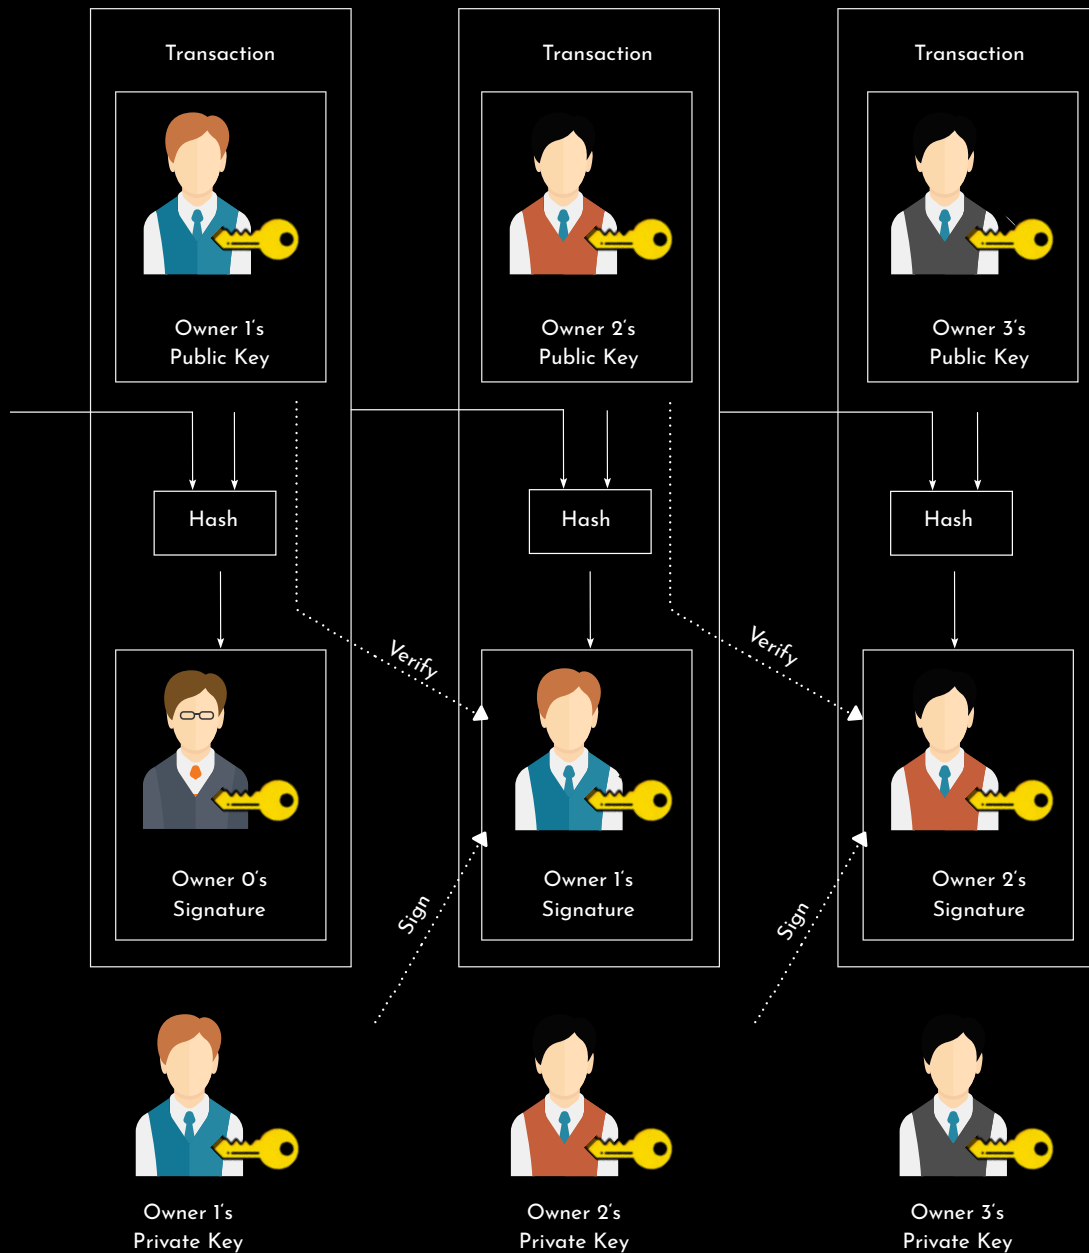 Transaction
Transaction
Transaction
Owner 1‘s
Public Key
Owner 2‘s
Public Key
Owner 3‘s
Public Key
Hash
Hash
Hash
Verify
Verify
Owner 0‘s
Signature
Owner 1‘s
Signature
Owner 2‘s
Signature
Sign
Sign
Owner 1‘s
Private Key
Owner 2‘s
Private Key
Owner 3‘s
Private Key